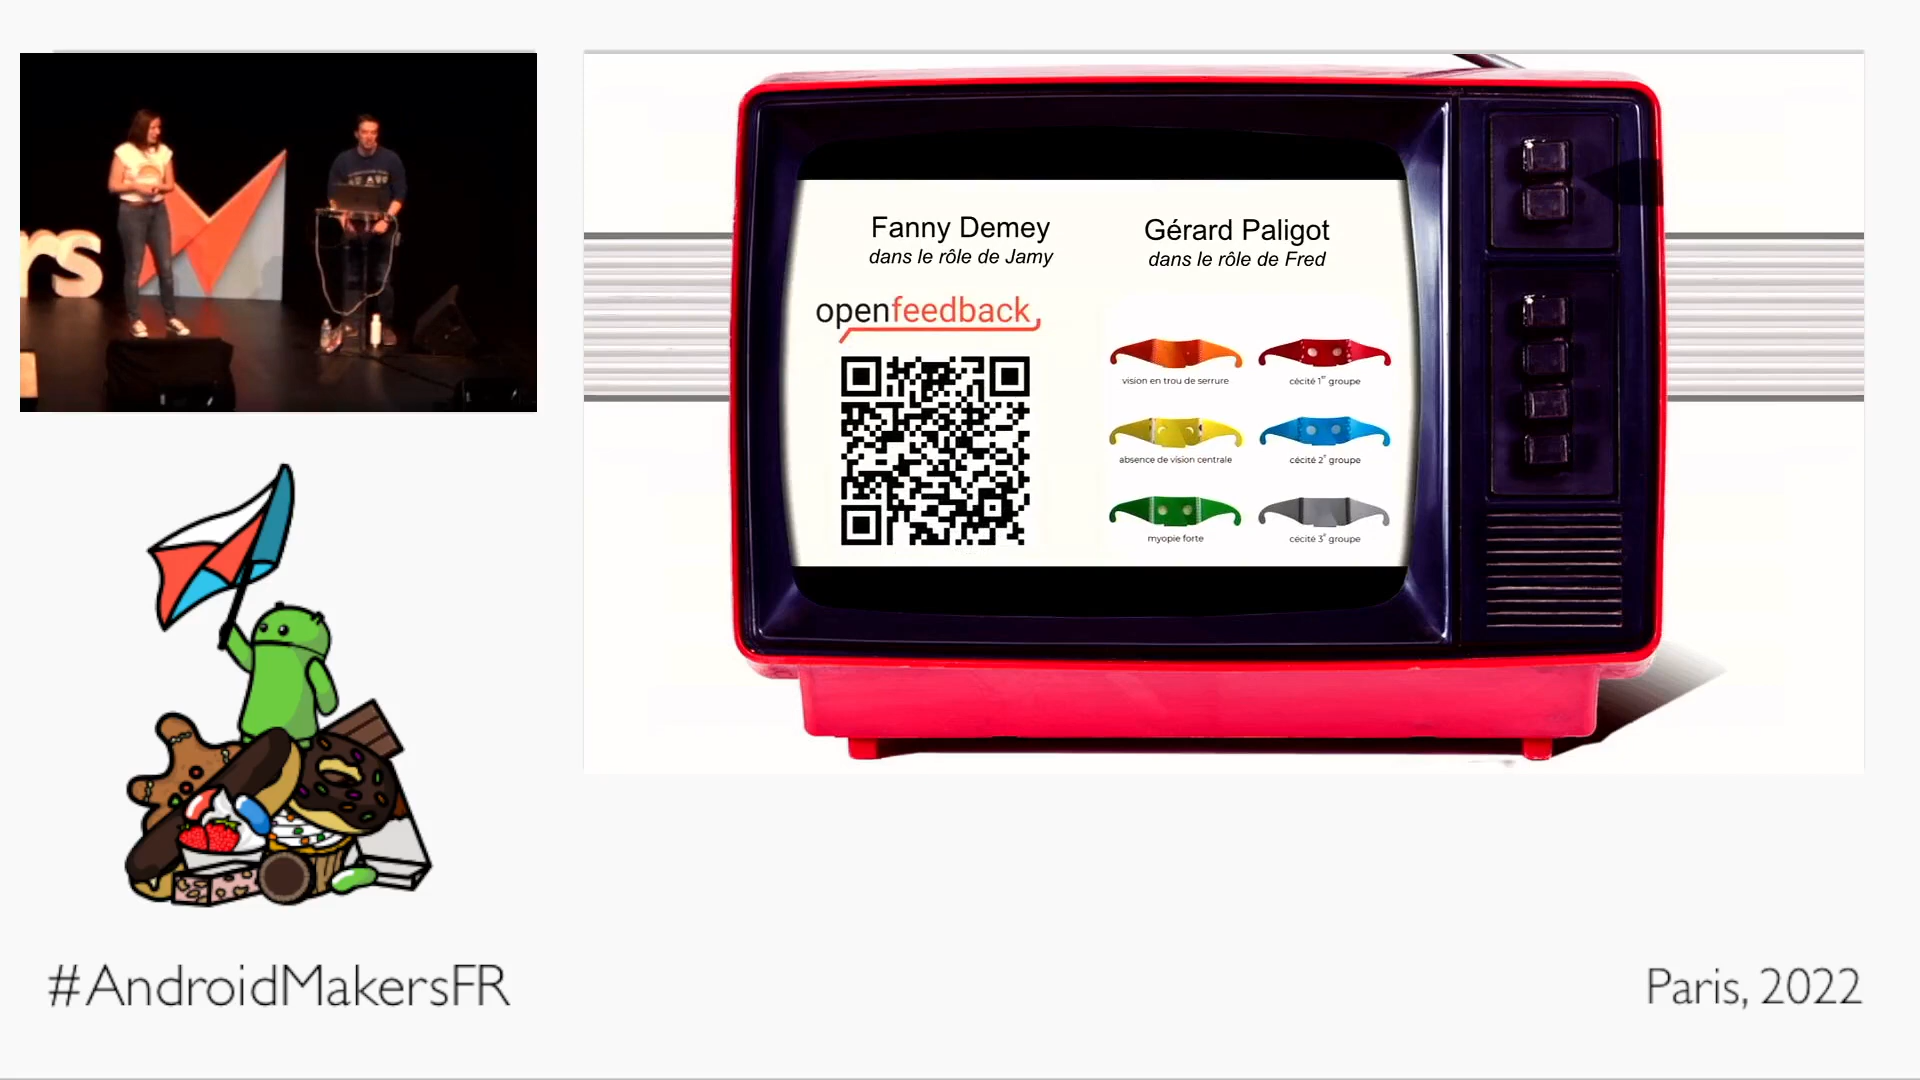 rs
Fanny Demey
dans le rôle de Jamy
Gérard Paligot
dans le rôle de Fred
openfeedback
vision en trou de serrure
cécité 1er groupe
absence de vision centrale
cécité 2e groupe
myopie forte
cécité 3e groupe
#AndroidMakersFR
Paris, 2022